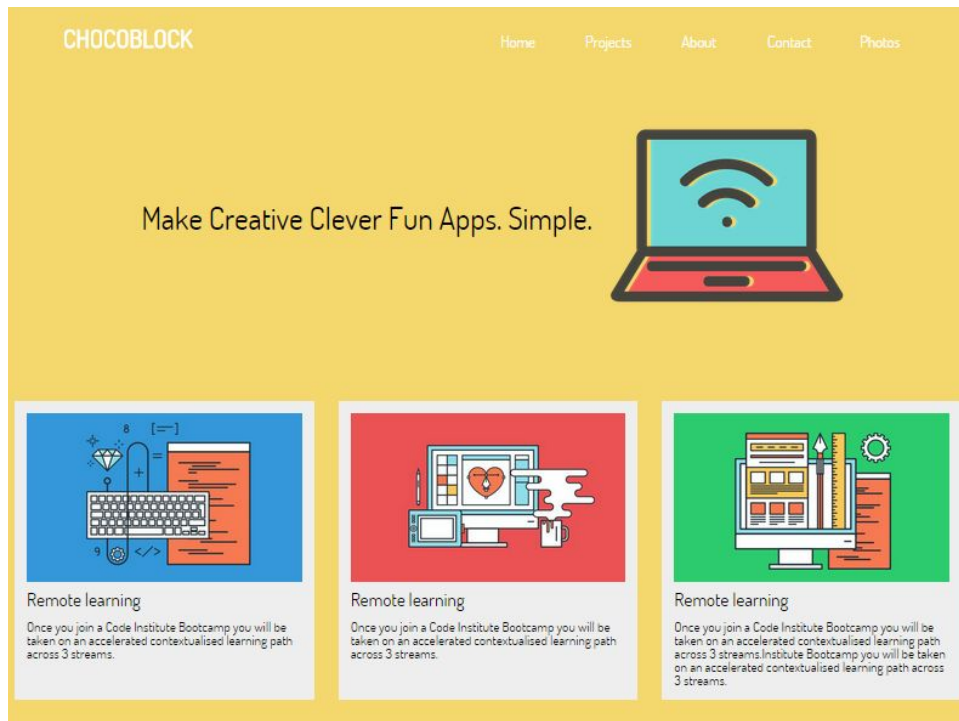 CHOCOBLOCK
Home Projects About Contact Photos
Make Creative Clever Fun Apps. Simple.
8 [==]
=
+
9 </>
Remote learning
Once you join a Code Institute Bootcamp you will be
taken on an accelerated contextualised learning path
across 3 streams.
Remote learning
Once you join a Code Institute Bootcamp you will be
taken on an accelerated contextualised learning path
across 3 streams.
Remote learning
Once you join a Code Institute Bootcamp you will be
taken on an accelerated contextualised learning path
across 3 streams.Institute Bootcamp you will be taken
on an accelerated contextualised learning path across
3 streams.